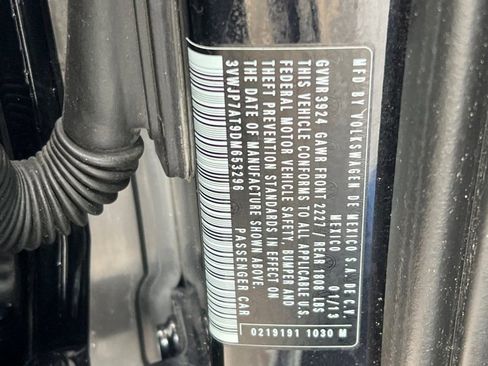 MFD BY VOLKSWAGEN DE MEXICO S.A. DE C.V.
MEXICO 01/13
GVWR 3924 GAWR FRONT 2227 / REAR 1808 LBS
THIS VEHICLE CONFORMS TO ALL APPLICABLE U.S.
FEDERAL MOTOR VEHICLE SAFETY, BUMPER AND
THEFT PREVENTION STANDARDS IN EFFECT ON
THE DATE OF MANUFACTURE SHOWN ABOVE.
3VWJP7AT9DM653296 PASSENGER CAR
0219191 1030 M